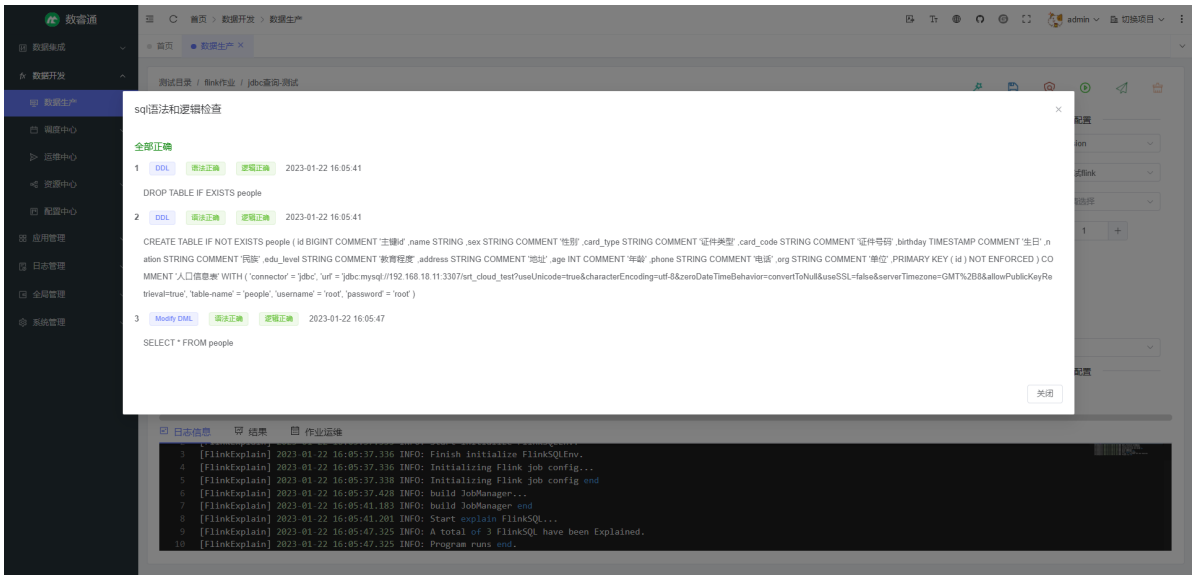 数睿通
首页 > 数据开发 > 数据生产
admin
切换项目
数据集成
首页
数据生产 ×
数据开发
测试目录 / flink作业 / jdbc查询-测试
数据生产
调度中心
运维中心
资源中心
配置中心
应用管理
日志管理
全局管理
系统管理
sql语法和逻辑检查
全部正确
1 DDL 语法正确 逻辑正确 2023-01-22 16:05:41
DROP TABLE IF EXISTS people
2 DDL 语法正确 逻辑正确 2023-01-22 16:05:41
CREATE TABLE IF NOT EXISTS people ( id BIGINT COMMENT '主键id' ,name STRING ,sex STRING COMMENT '性别' ,card_type STRING COMMENT '证件类型' ,card_code STRING COMMENT '证件号码' ,birthday TIMESTAMP COMMENT '生日' ,n
ation STRING COMMENT '民族' ,edu_level STRING COMMENT '教育程度' ,address STRING COMMENT '地址' ,age INT COMMENT '年龄' ,phone STRING COMMENT '电话' ,org STRING COMMENT '单位' ,PRIMARY KEY ( id ) NOT ENFORCED ) CO
MMENT '人口信息表' WITH ( 'connector' = 'jdbc', 'url' = 'jdbc:mysql://192.168.18.11:3307/srt_cloud_test?useUnicode=true&characterEncoding=utf-8&zeroDateTimeBehavior=convertToNull&useSSL=false&serverTimezone=GMT%2B8&allowPublicKeyRe
trieval=true', 'table-name' = 'people', 'username' = 'root', 'password' = 'root' )
3 Modify DML 语法正确 逻辑正确 2023-01-22 16:05:47
SELECT * FROM people
关闭
配置
ion
式flink
选择
1 +
配置
日志信息 结果 作业运维
3 [FlinkExplain] 2023-01-22 16:05:37.336 INFO: Finish initialize FlinkSQLEnv.
4 [FlinkExplain] 2023-01-22 16:05:37.336 INFO: Initializing Flink job config...
5 [FlinkExplain] 2023-01-22 16:05:37.338 INFO: Initializing Flink job config end
6 [FlinkExplain] 2023-01-22 16:05:37.428 INFO: build JobManager...
7 [FlinkExplain] 2023-01-22 16:05:41.183 INFO: build JobManager end
8 [FlinkExplain] 2023-01-22 16:05:41.201 INFO: Start explain FlinkSQL...
9 [FlinkExplain] 2023-01-22 16:05:47.325 INFO: A total of 3 FlinkSQL have been Explained.
10 [FlinkExplain] 2023-01-22 16:05:47.325 INFO: Program runs end.